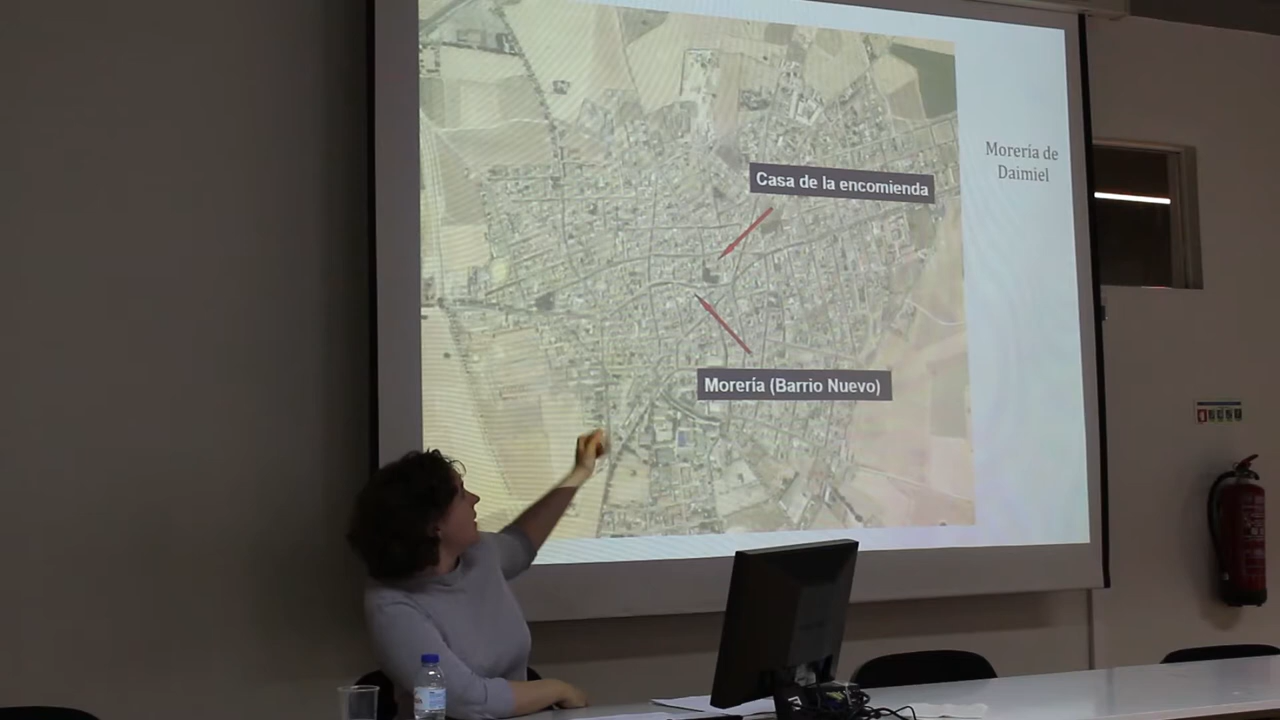 Morería de
Daimiel
Casa de la encomienda
Morería (Barrio Nuevo)